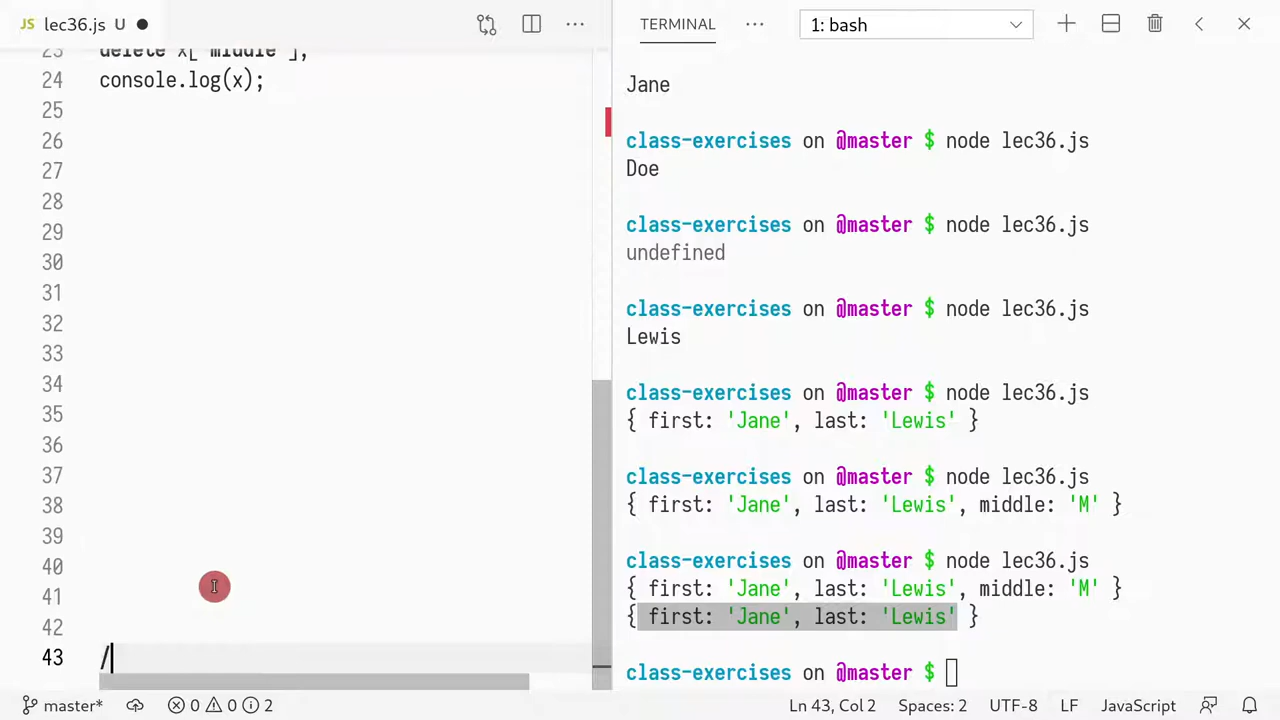 JS lec36.js U
23 delete x["middle"];
24 console.log(x);
25
26
27
28
29
30
31
32
33
34
35
36
37
38
39
40
41
42
43 /
TERMINAL
1: bash
Jane
class-exercises on @master $ node lec36.js
Doe
class-exercises on @master $ node lec36.js
undefined
class-exercises on @master $ node lec36.js
Lewis
class-exercises on @master $ node lec36.js
{ first: 'Jane', last: 'Lewis' }
class-exercises on @master $ node lec36.js
{ first: 'Jane', last: 'Lewis', middle: 'M' }
class-exercises on @master $ node lec36.js
{ first: 'Jane', last: 'Lewis', middle: 'M' }
{ first: 'Jane', last: 'Lewis' }
class-exercises on @master $
master* 0 0 2 Ln 43, Col 2 Spaces: 2 UTF-8 LF JavaScript